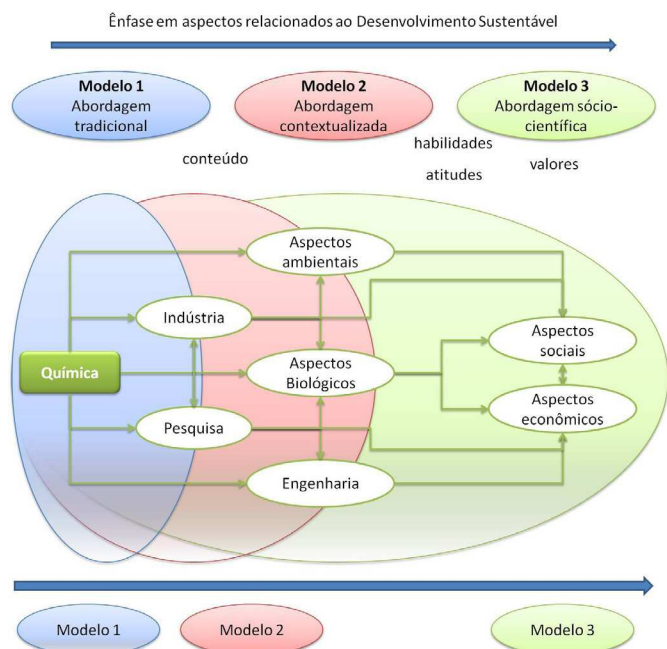 Ênfase em aspectos relacionados ao Desenvolvimento Sustentável
Modelo 1
Abordagem
tradicional
Modelo 2
Abordagem
contextualizada
Modelo 3
Abordagem sócio-
científica
conteúdo
habilidades
atitudes
valores
Aspectos
ambientais
Indústria
Química
Aspectos
Biológicos
Pesquisa
Engenharia
Aspectos
sociais
Aspectos
econômicos
Modelo 1
Modelo 2
Modelo 3